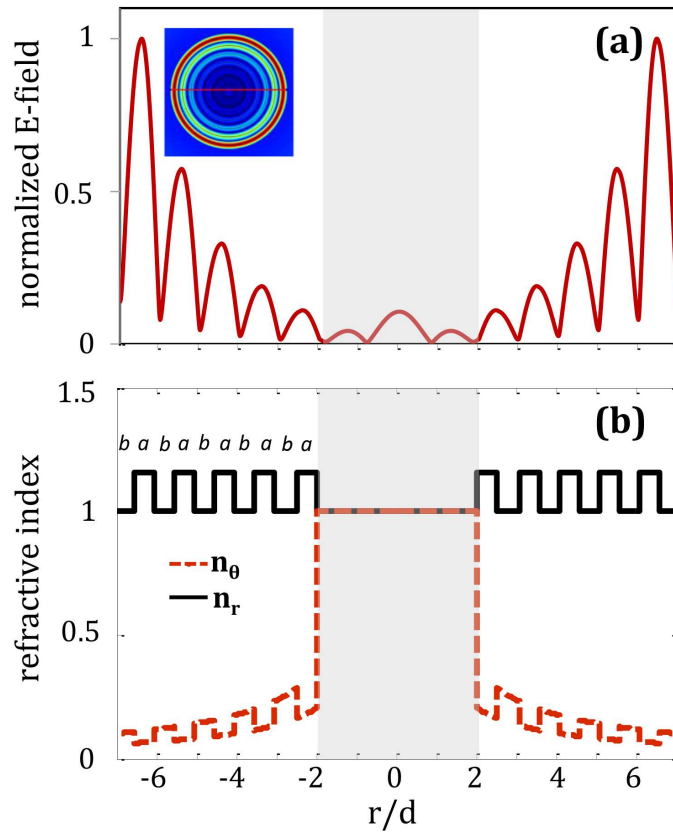 (a)
normalized E-field
1
0.5
0
(b)
refractive index
1.5
1
0.5
0
b a b a b a b a b a
n_θ
n_r
-6 -4 -2 0 2 4 6
r/d